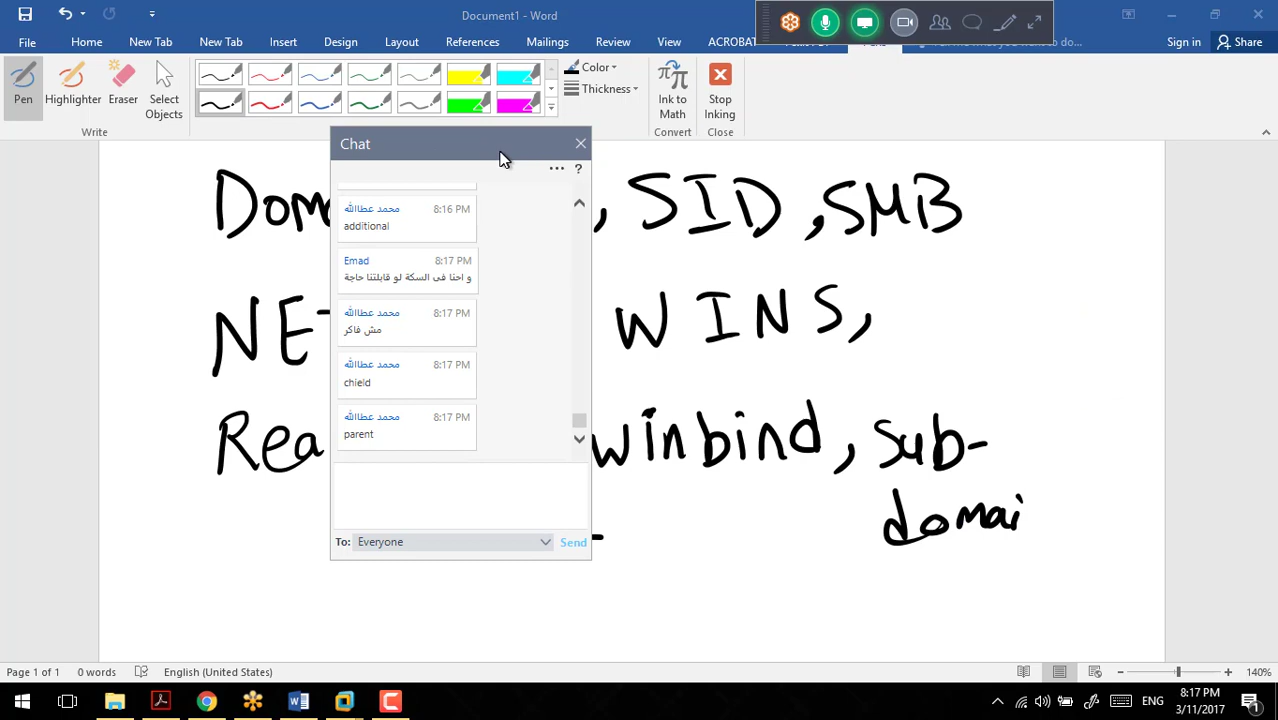 Document1 - Word
File Home New Tab New Tab Insert Design Layout References Mailings Review View ACROBAT Sign in Share
Pen Highlighter Eraser Select Objects
Color
Thickness
Ink to Math
Stop Inking
Write Convert Close
Chat
... ?
محمد عطاالله 8:16 PM
additional
Emad 8:17 PM
و احنا فى السكة لو قابلتنا حاجة
محمد عطاالله 8:17 PM
مش فاكر
محمد عطاالله 8:17 PM
chield
محمد عطاالله 8:17 PM
parent
To: Everyone Send
Dom , SID , SMB
NE WINS ,
Rea winbind , sub-
domai
Page 1 of 1 0 words English (United States) 140%
ENG 8:17 PM
3/11/2017